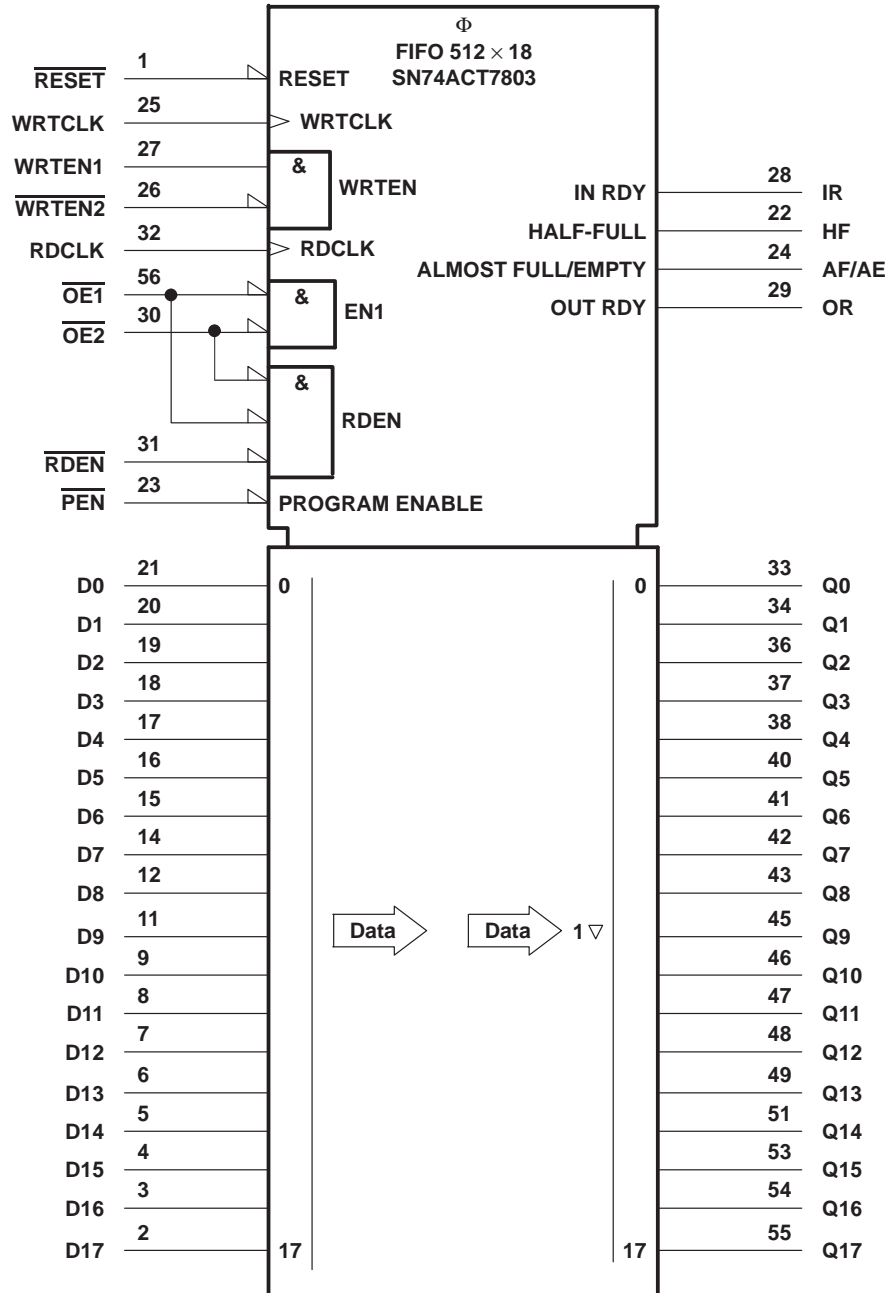 Φ
FIFO 512 × 18
SN74ACT7803
RESET 1 RESET
WRTCLK 25 WRTCLK
WRTEN1 27 &
WRTEN2 26 WRTEN
RDCLK 32 RDCLK
OE1 56 &
OE2 30 EN1
&
RDEN
RDEN 31
PEN 23 PROGRAM ENABLE
IN RDY 28 IR
HALF-FULL 22 HF
ALMOST FULL/EMPTY 24 AF/AE
OUT RDY 29 OR
D0 21 0 0 33 Q0
D1 20 34 Q1
D2 19 36 Q2
D3 18 37 Q3
D4 17 38 Q4
D5 16 40 Q5
D6 15 41 Q6
D7 14 42 Q7
D8 12 43 Q8
D9 11 Data Data 1 ▽ 45 Q9
D10 9 46 Q10
D11 8 47 Q11
D12 7 48 Q12
D13 6 49 Q13
D14 5 51 Q14
D15 4 53 Q15
D16 3 54 Q16
D17 2 17 17 55 Q17